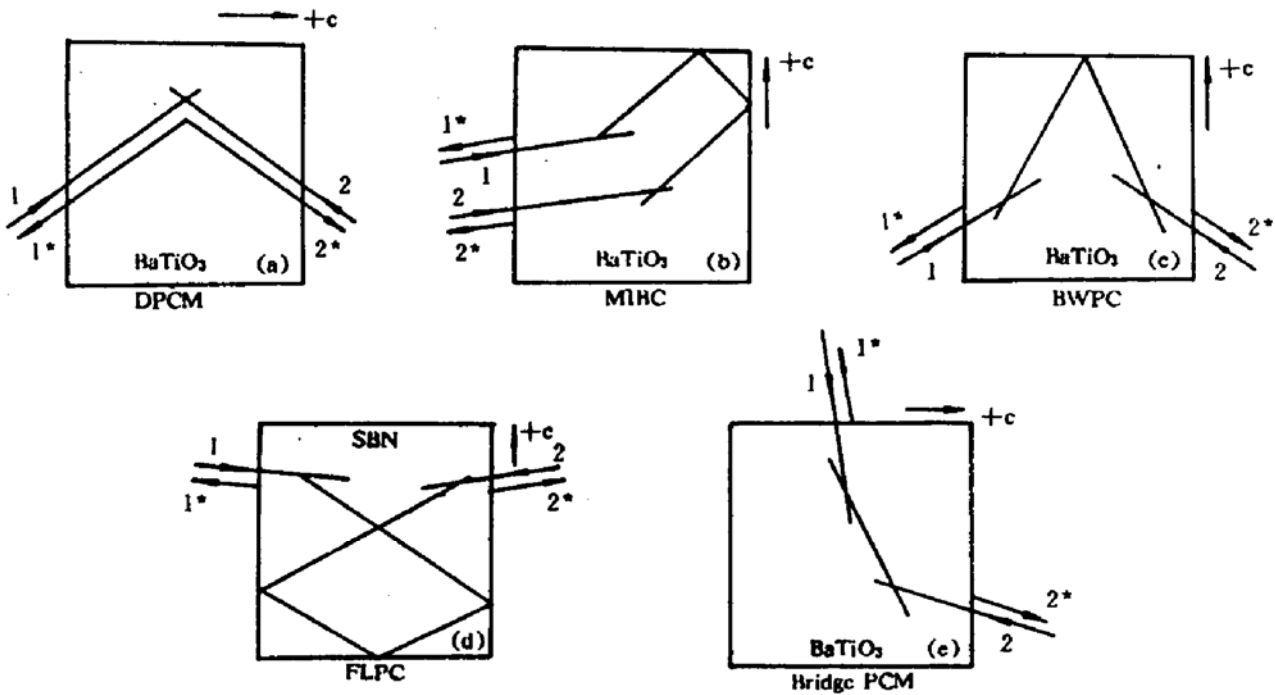 +c
1
1*
2
2*
BaTiO₃ (a)
DPCM
+c
1*
1
2
2*
BaTiO₃ (b)
MIBC
+c
1*
1
2*
2
BaTiO₃ (c)
BWPC
SBN
+c
1
1*
2
2*
(d)
FLPC
1*
1
+c
2*
2
BaTiO₃ (e)
Bridge PCM